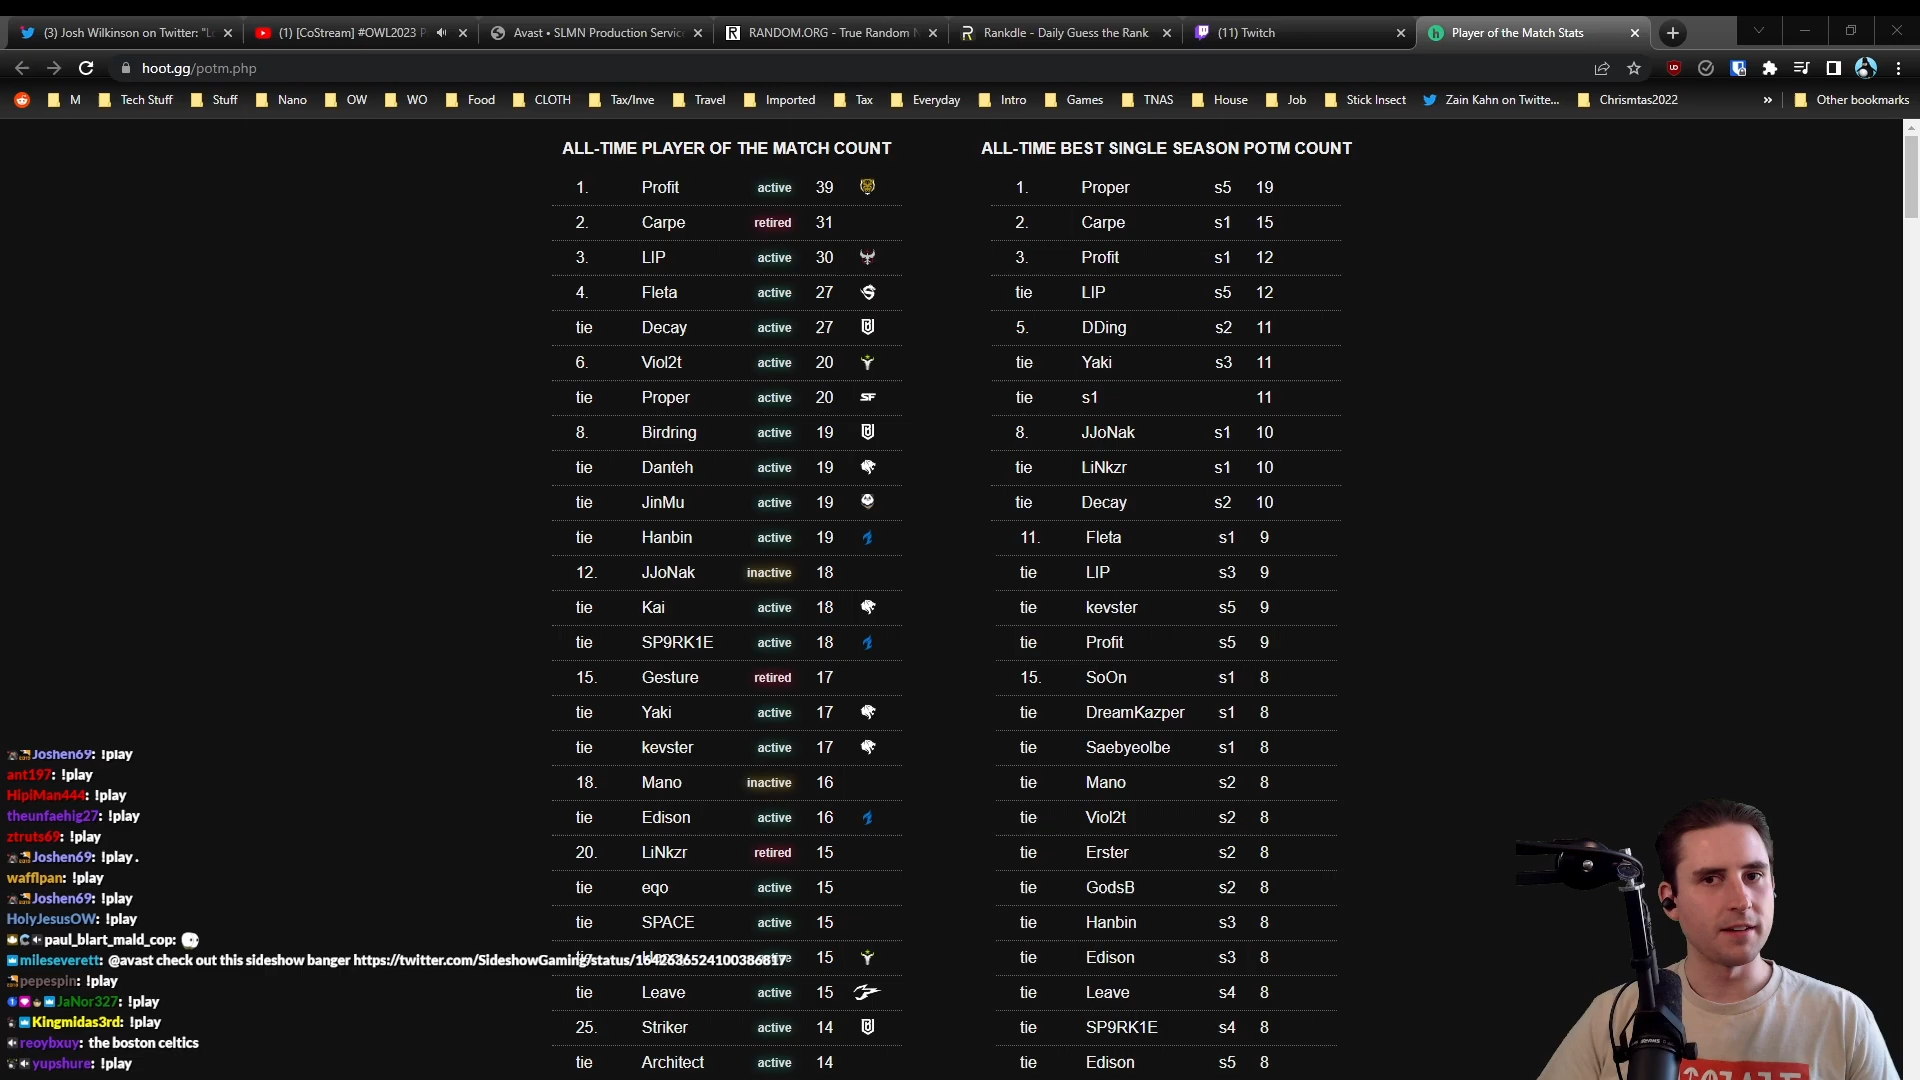 (3) Josh Wilkinson on Twitter: "L
(1) [CoStream] #OWL2023 P
Avast • SLMN Production Service
RANDOM.ORG - True Random N
Rankdle - Daily Guess the Rank
(11) Twitch
Player of the Match Stats
hoot.gg/potm.php
M
Tech Stuff
Stuff
Nano
OW
WO
Food
CLOTH
Tax/Inve
Travel
Imported
Tax
Everyday
Intro
Games
TNAS
House
Job
Stick Insect
Zain Kahn on Twitte...
Chrismtas2022
»
Other bookmarks
ALL-TIME PLAYER OF THE MATCH COUNT
1. Profit active 39
2. Carpe retired 31
3. LIP active 30
4. Fleta active 27
tie Decay active 27
6. Viol2t active 20
tie Proper active 20 SF
8. Birdring active 19
tie Danteh active 19
tie JinMu active 19
tie Hanbin active 19
12. JJoNak inactive 18
tie Kai active 18
tie SP9RK1E active 18
15. Gesture retired 17
tie Yaki active 17
tie kevster active 17
18. Mano inactive 16
tie Edison active 16
20. LiNkzr retired 15
tie eqo active 15
tie SPACE active 15
15
tie Leave active 15
25. Striker active 14
tie Architect active 14
ALL-TIME BEST SINGLE SEASON POTM COUNT
1. Proper s5 19
2. Carpe s1 15
3. Profit s1 12
tie LIP s5 12
5. DDing s2 11
tie Yaki s3 11
tie s1 11
8. JJoNak s1 10
tie LiNkzr s1 10
tie Decay s2 10
11. Fleta s1 9
tie LIP s3 9
tie kevster s5 9
tie Profit s5 9
15. SoOn s1 8
tie DreamKazper s1 8
tie Saebyeolbe s1 8
tie Mano s2 8
tie Viol2t s2 8
tie Erster s2 8
tie GodsB s2 8
tie Hanbin s3 8
tie Edison s3 8
tie Leave s4 8
tie SP9RK1E s4 8
tie Edison s5 8
Joshen69: !play
ant197: !play
HipiMan444: !play
theunfaehig27: !play
ztruts69: !play
Joshen69: !play .
wafflpan: !play
Joshen69: !play
HolyJesusOW: !play
paul_blart_mald_cop:
mileseverett: @avast check out this sideshow banger https://twitter.com/SideshowGaming/status/1642636524100386817
pepespin: !play
JaNor327: !play
Kingmidas3rd: !play
reoybxuy: the boston celtics
yupshure: !play